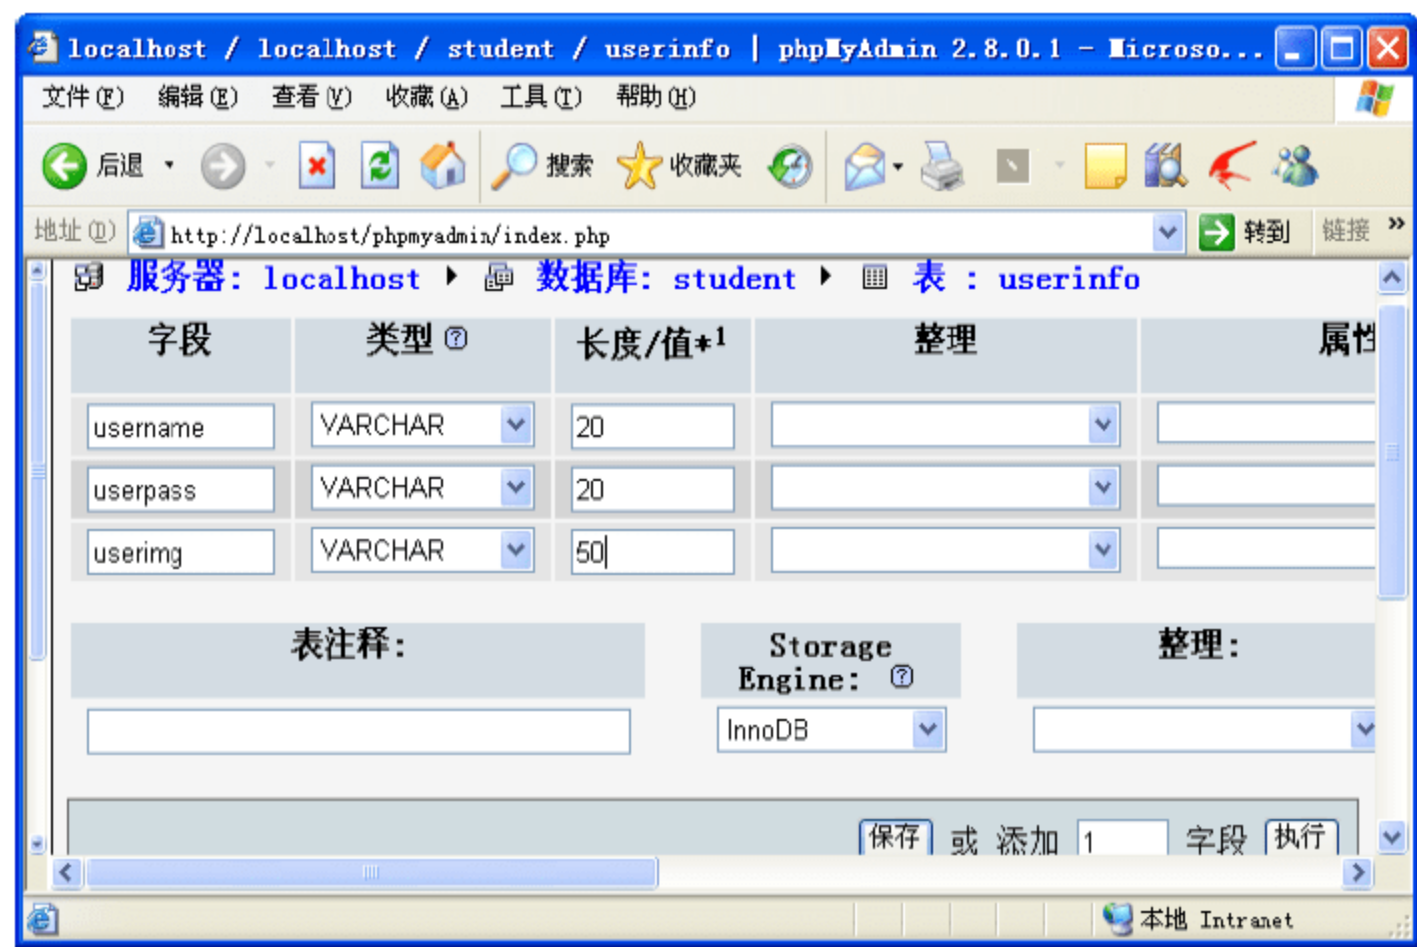 localhost / localhost / student / userinfo | phpMyAdmin 2.8.0.1 - Microso...
文件(F) 编辑(E) 查看(V) 收藏(A) 工具(T) 帮助(H)
后退 搜索 收藏夹
地址(D) http://localhost/phpmyadmin/index.php 转到 链接 »
服务器: localhost ▸ 数据库: student ▸ 表 : userinfo
字段 类型 长度/值*1 整理 属性
username VARCHAR 20
userpass VARCHAR 20
userimg VARCHAR 50
表注释: Storage Engine: 整理:
InnoDB
保存 或 添加 1 字段 执行
本地 Intranet